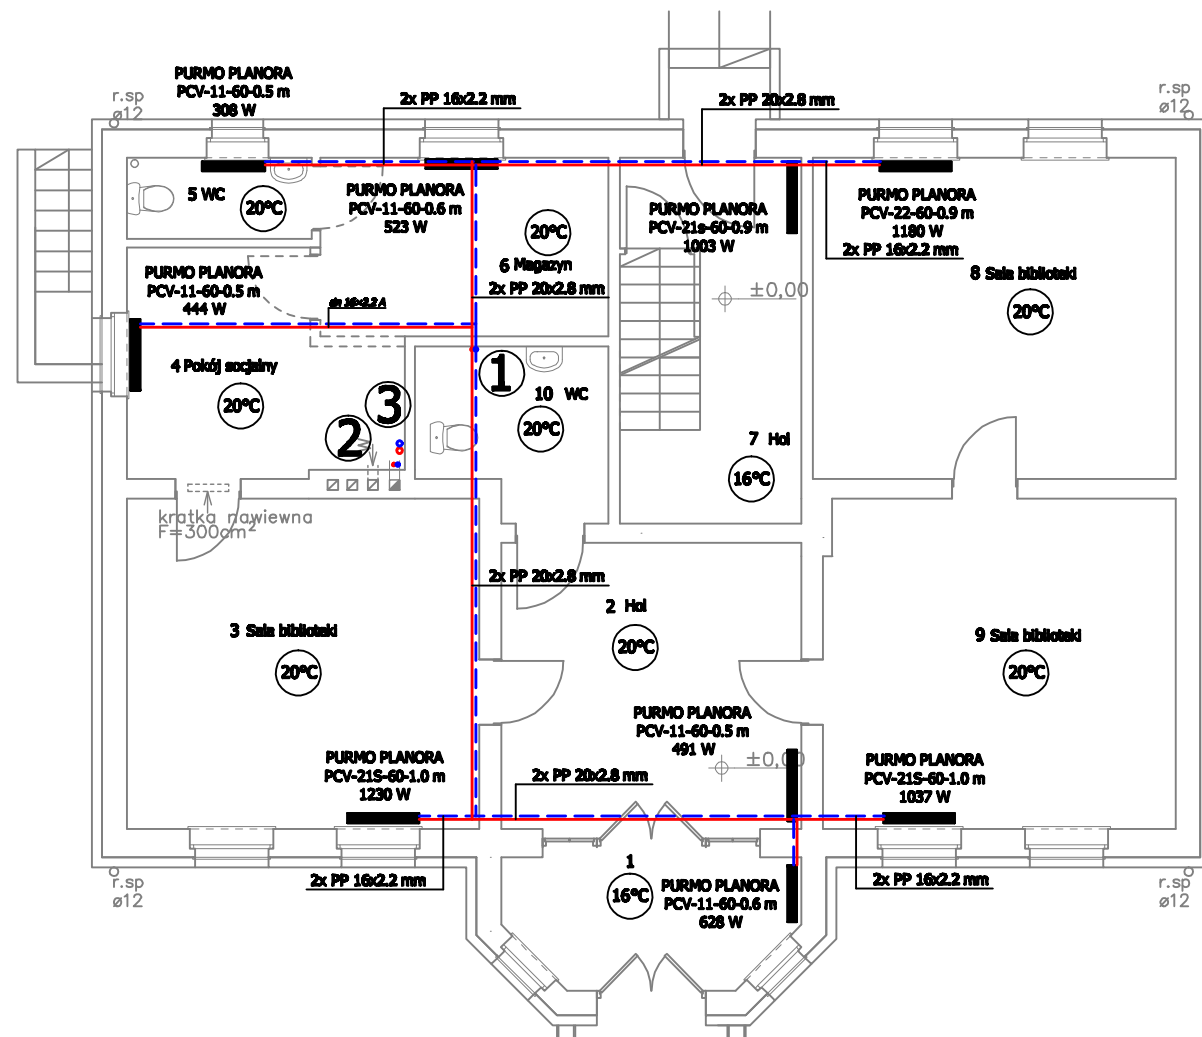 PURMO PLANORA
PCV-11-60-0.5 m
308 W
r.sp
ø12
2x PP 16x2.2 mm
2x PP 20x2.8 mm
r.sp
ø12
5 WC
20°C
PURMO PLANORA
PCV-11-60-0.6 m
523 W
20°C
6 Magazyn
PURMO PLANORA
PCV-21s-60-0.9 m
1003 W
PURMO PLANORA
PCV-22-60-0.9 m
1180 W
2x PP 16x2.2 mm
PURMO PLANORA
PCV-11-60-0.5 m
444 W
2x PP 20x2.8 mm
±0,00
8 Sala biblioteki
20°C
4 Pokój socjalny
20°C
1
10 WC
20°C
3
2
7 Hol
16°C
kratka nawiewna
F=300cm²
2x PP 20x2.8 mm
2 Hol
20°C
3 Sala biblioteki
20°C
9 Sala biblioteki
20°C
PURMO PLANORA
PCV-11-60-0.5 m
491 W
±0,00
PURMO PLANORA
PCV-21S-60-1.0 m
1230 W
2x PP 20x2.8 mm
PURMO PLANORA
PCV-21S-60-1.0 m
1037 W
2x PP 16x2.2 mm
1
16°C
PURMO PLANORA
PCV-11-60-0.6 m
628 W
2x PP 16x2.2 mm
r.sp
ø12
r.sp
ø12